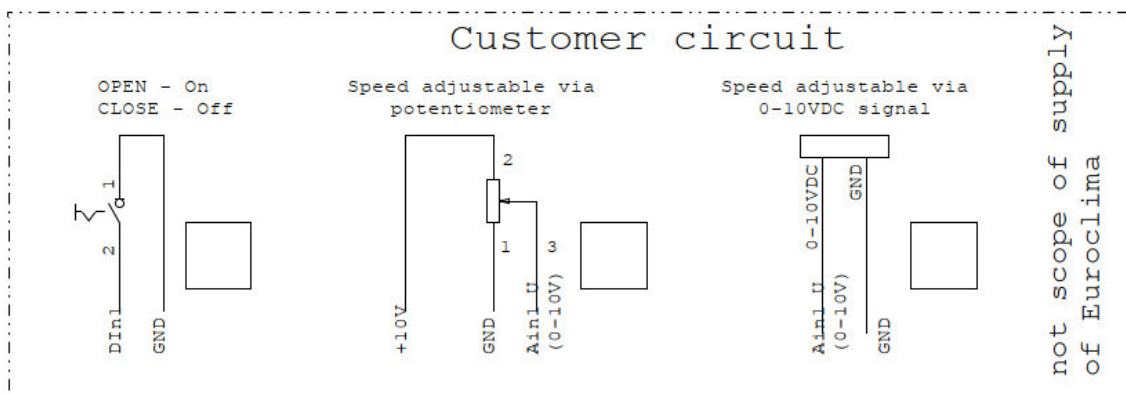 Customer circuit
OPEN - On
CLOSE - Off
1
2
DIn1
GND
Speed adjustable via
potentiometer
2
1
3
+10V
GND
Ain1 U
(0-10V)
Speed adjustable via
0-10VDC signal
0-10VDC
GND
Ain1 U
(0-10V)
GND
not scope of supply
of Euroclima